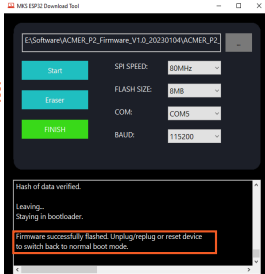 MKS ESP32 Download Tool
E:\Software\ACMER_P2_Firmware_V1.0_20230104\ACMER_P2_
...
Start
SPI SPEED:
80MHz
Eraser
FLASH SIZE:
8MB
COM:
COM5
FINISH
BAUD:
115200
Hash of data verified.
Leaving...
Staying in bootloader.
Firmware successfully flashed. Unplug/replug or reset device
to switch back to normal boot mode.